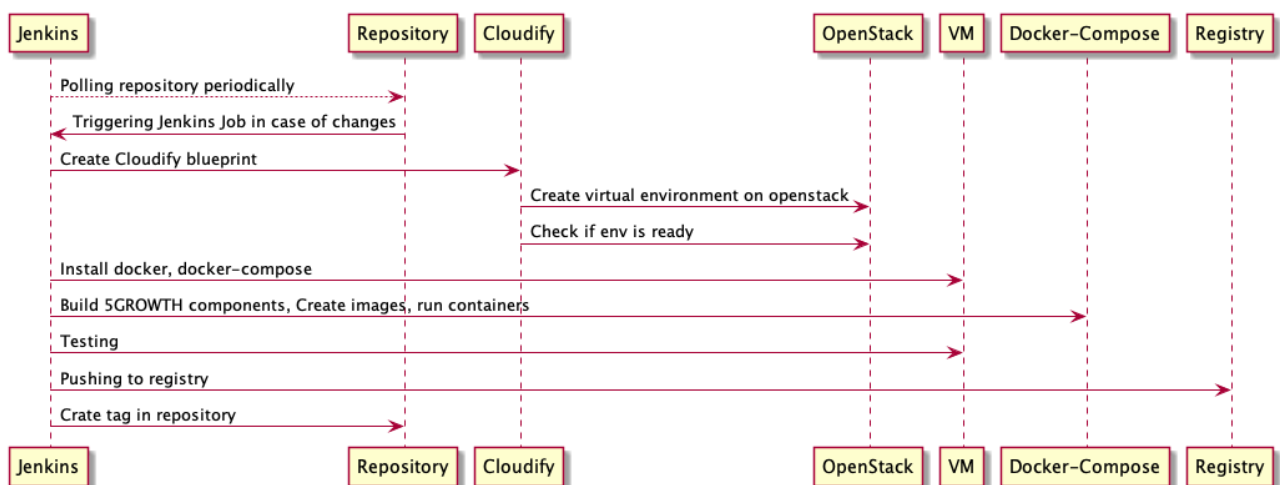 Jenkins Repository Cloudify OpenStack VM Docker-Compose Registry
Polling repository periodically
Triggering Jenkins Job in case of changes
Create Cloudify blueprint
Create virtual environment on openstack
Check if env is ready
Install docker, docker-compose
Build 5GROWTH components, Create images, run containers
Testing
Pushing to registry
Crate tag in repository
Jenkins Repository Cloudify OpenStack VM Docker-Compose Registry